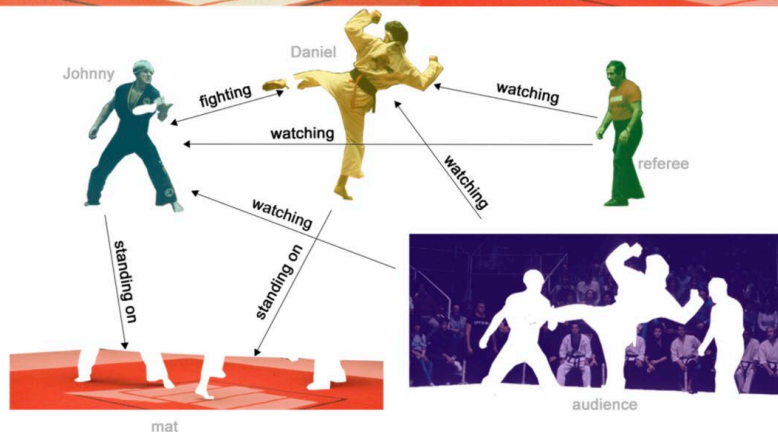 Daniel
Johnny
fighting
watching
watching
referee
watching
watching
standing on
standing on
audience
mat